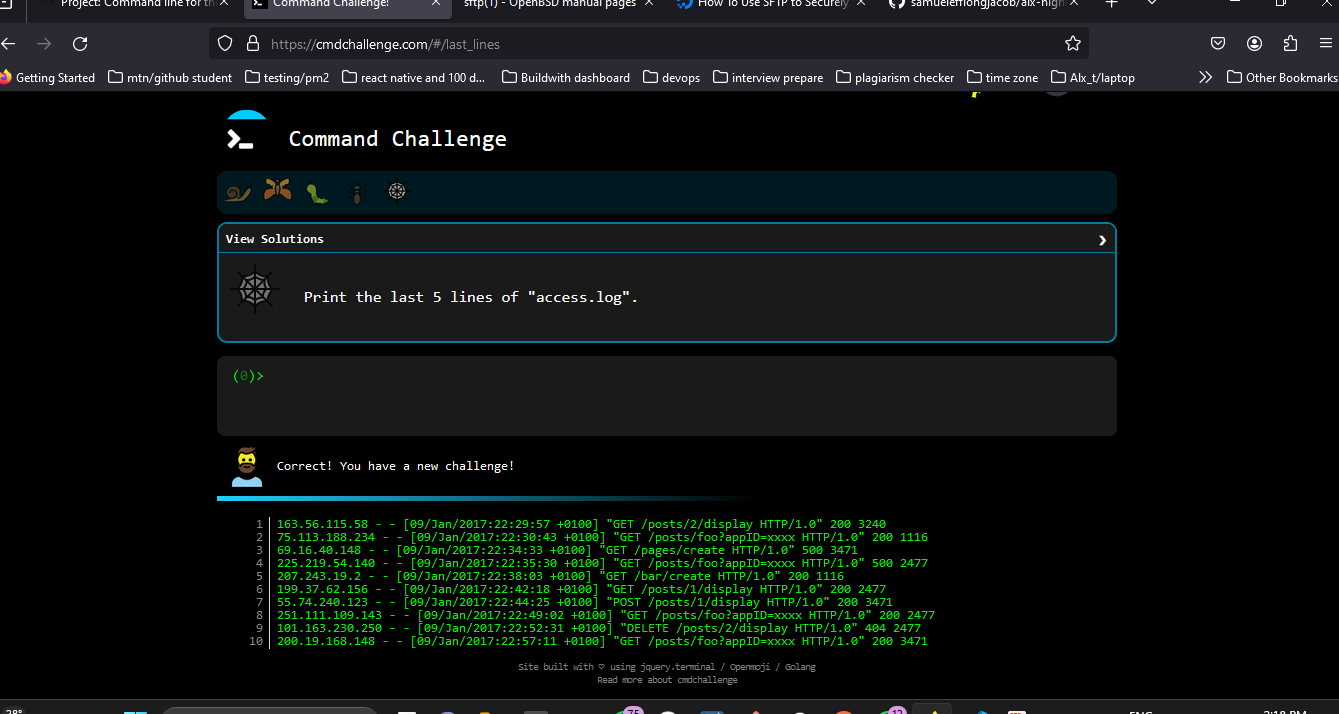 Project: Command line for th
Command Challenge!
sftp(1) - OpenBSD manual pages
How To Use SFTP to Securely
samuelefiongjacob/alx-high
https://cmdchallenge.com/#/last_lines
Getting Started
mtn/github student
testing/pm2
react native and 100 d...
Buildwith dashboard
devops
interview prepare
plagiarism checker
time zone
Alx_t/laptop
Other Bookmarks
Command Challenge
View Solutions
Print the last 5 lines of "access.log".
(0)>
Correct! You have a new challenge!
1 163.56.115.58 - - [09/Jan/2017:22:29:57 +0100] "GET /posts/2/display HTTP/1.0" 200 3240
2 75.113.188.234 - - [09/Jan/2017:22:30:43 +0100] "GET /posts/foo?appID=xxxx HTTP/1.0" 200 1116
3 69.16.40.148 - - [09/Jan/2017:22:34:33 +0100] "GET /pages/create HTTP/1.0" 500 3471
4 225.219.54.140 - - [09/Jan/2017:22:35:30 +0100] "GET /posts/foo?appID=xxxx HTTP/1.0" 500 2477
5 207.243.19.2 - - [09/Jan/2017:22:38:03 +0100] "GET /bar/create HTTP/1.0" 200 1116
6 199.37.62.156 - - [09/Jan/2017:22:42:18 +0100] "GET /posts/1/display HTTP/1.0" 200 2477
7 55.74.240.123 - - [09/Jan/2017:22:44:25 +0100] "POST /posts/1/display HTTP/1.0" 200 3471
8 251.111.109.143 - - [09/Jan/2017:22:49:02 +0100] "GET /posts/foo?appID=xxxx HTTP/1.0" 200 2477
9 101.163.230.250 - - [09/Jan/2017:22:52:31 +0100] "DELETE /posts/2/display HTTP/1.0" 404 2477
10 200.19.168.148 - - [09/Jan/2017:22:57:11 +0100] "GET /posts/foo?appID=xxxx HTTP/1.0" 200 3471
Site built with ♡ using jquery.terminal / Openmoji / Golang
Read more about cmdchallenge
28°
75
12
ENG
2:18 PM